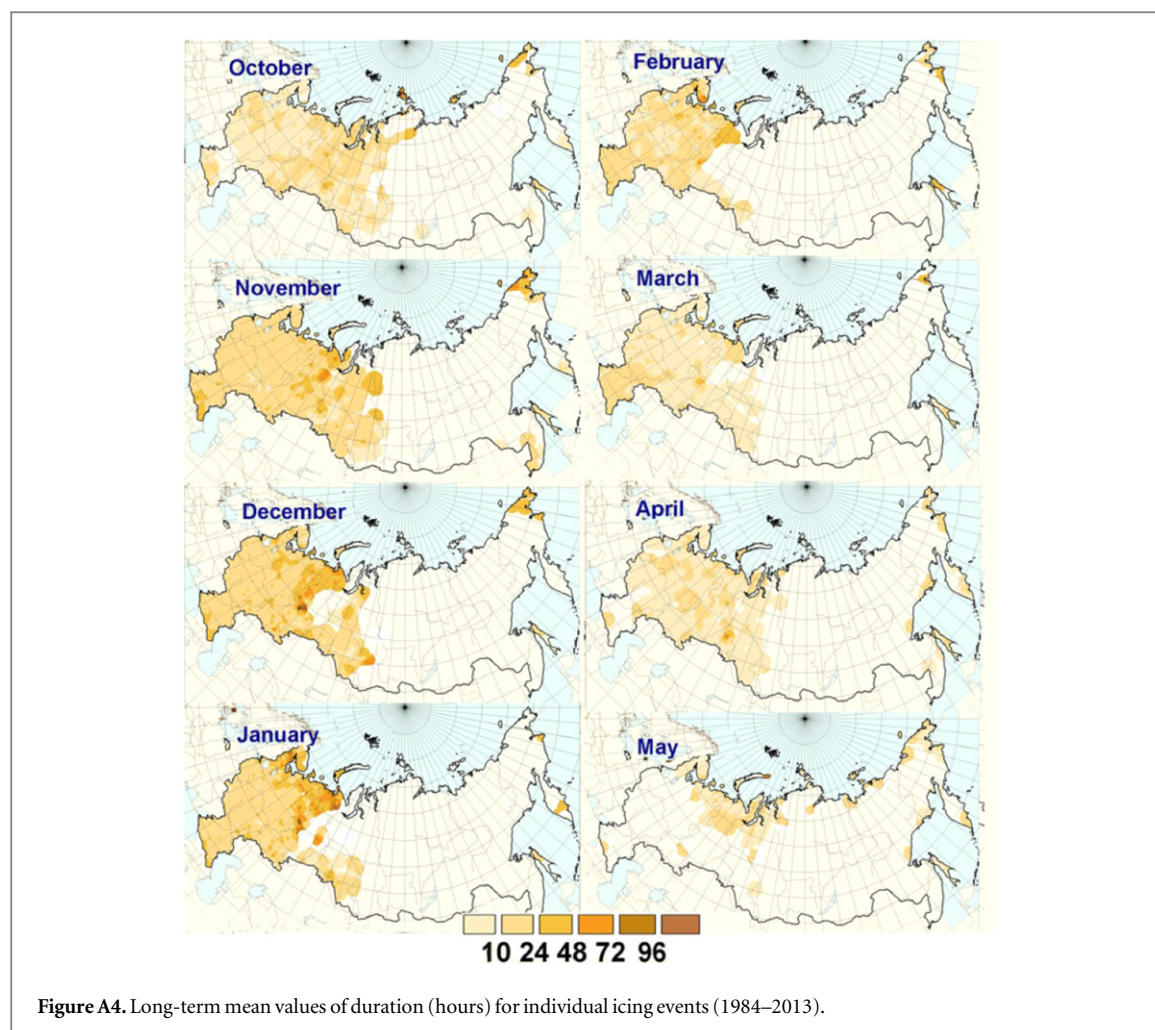 October
February
November
March
December
April
January
May
10 24 48 72 96
Figure A4. Long-term mean values of duration (hours) for individual icing events (1984–2013).